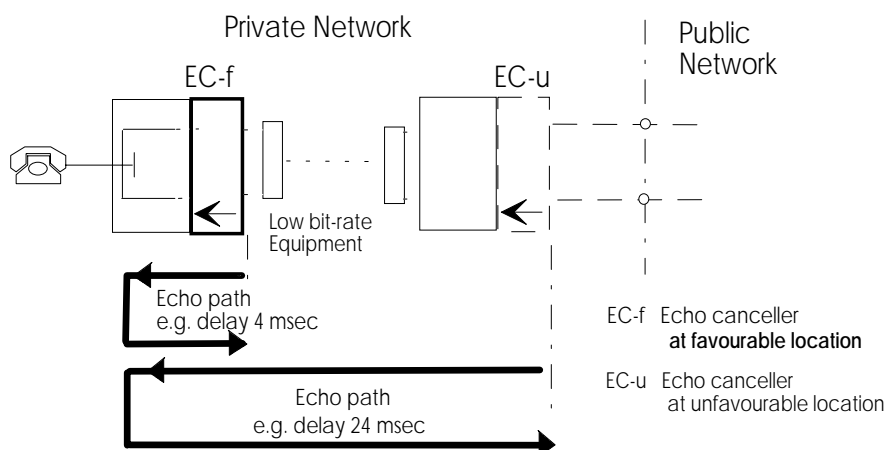 Private Network
Public
Network
EC-f
EC-u
Low bit-rate
Equipment
Echo path
e.g. delay 4 msec
EC-f Echo canceller
at favourable location
EC-u Echo canceller
at unfavourable location
Echo path
e.g. delay 24 msec